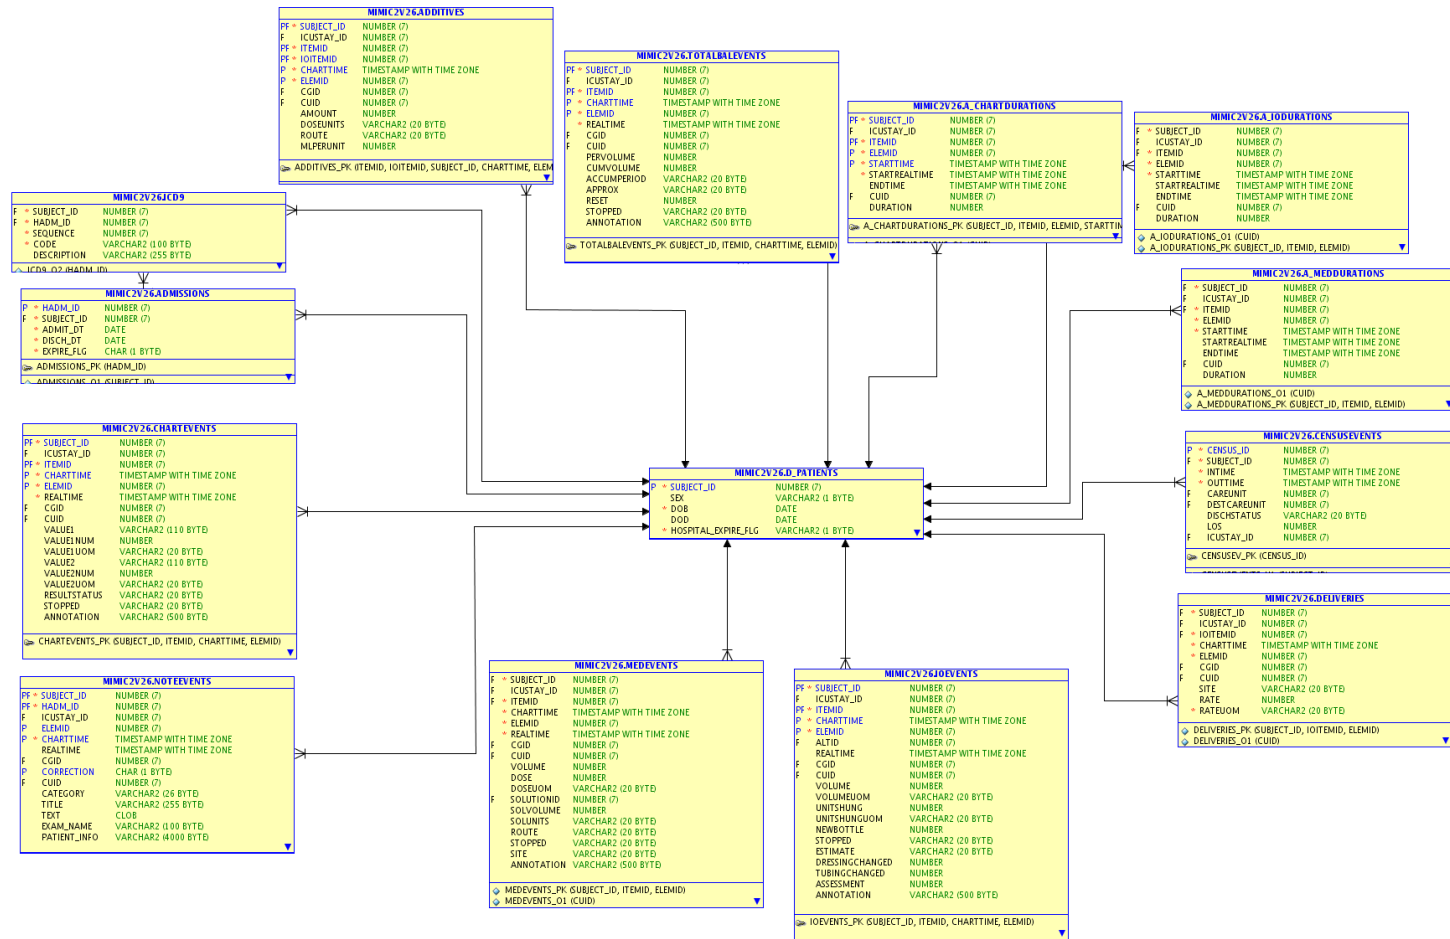 MIMIC2V26.ADDITIVES
PF * SUBJECT_ID NUMBER (7)
F ICUSTAY_ID NUMBER (7)
PF * ITEMID NUMBER (7)
PF * IOITEMID NUMBER (7)
P * CHARTTIME TIMESTAMP WITH TIME ZONE
P * ELEMID NUMBER (7)
F CGID NUMBER (7)
F CUID NUMBER (7)
AMOUNT NUMBER
DOSEUNITS VARCHAR2 (20 BYTE)
ROUTE VARCHAR2 (20 BYTE)
MLPERUNIT NUMBER
ADDITIVES_PK (ITEMID, IOITEMID, SUBJECT_ID, CHARTTIME, ELEM
MIMIC2V26.TOTALBALEVENTS
PF * SUBJECT_ID NUMBER (7)
F ICUSTAY_ID NUMBER (7)
PF * ITEMID NUMBER (7)
P * CHARTTIME TIMESTAMP WITH TIME ZONE
P * ELEMID NUMBER (7)
* REALTIME TIMESTAMP WITH TIME ZONE
F CGID NUMBER (7)
F CUID NUMBER (7)
PERVOLUME NUMBER
CUMVOLUME NUMBER
ACCUMPERIOD VARCHAR2 (20 BYTE)
APPROX VARCHAR2 (20 BYTE)
RESET NUMBER
STOPPED VARCHAR2 (20 BYTE)
ANNOTATION VARCHAR2 (500 BYTE)
TOTALBALEVENTS_PK (SUBJECT_ID, ITEMID, CHARTTIME, ELEMID)
MIMIC2V26.A_CHARTDURATIONS
PF * SUBJECT_ID NUMBER (7)
F ICUSTAY_ID NUMBER (7)
PF * ITEMID NUMBER (7)
P * ELEMID NUMBER (7)
P * STARTTIME TIMESTAMP WITH TIME ZONE
* STARTREALTIME TIMESTAMP WITH TIME ZONE
ENDTIME TIMESTAMP WITH TIME ZONE
F CUID NUMBER (7)
DURATION NUMBER
A_CHARTDURATIONS_PK (SUBJECT_ID, ITEMID, ELEMID, STARTTIM
MIMIC2V26.A_IODURATIONS
F * SUBJECT_ID NUMBER (7)
F ICUSTAY_ID NUMBER (7)
F * ITEMID NUMBER (7)
* ELEMID NUMBER (7)
* STARTTIME TIMESTAMP WITH TIME ZONE
STARTREALTIME TIMESTAMP WITH TIME ZONE
ENDTIME TIMESTAMP WITH TIME ZONE
F CUID NUMBER (7)
DURATION NUMBER
A_IODURATIONS_O1 (CUID)
A_IODURATIONS_PK (SUBJECT_ID, ITEMID, ELEMID)
MIMIC2V26.ICD9
F * SUBJECT_ID NUMBER (7)
F * HADM_ID NUMBER (7)
* SEQUENCE NUMBER (7)
* CODE VARCHAR2 (100 BYTE)
DESCRIPTION VARCHAR2 (255 BYTE)
ICD9_O2 (HADM_ID)
MIMIC2V26.ADMISSIONS
P * HADM_ID NUMBER (7)
F * SUBJECT_ID NUMBER (7)
* ADMIT_DT DATE
* DISCH_DT DATE
* EXPIRE_FLG CHAR (1 BYTE)
ADMISSIONS_PK (HADM_ID)
ADMISSIONS_O1 (SUBJECT_ID)
MIMIC2V26.A_MEDDURATIONS
F * SUBJECT_ID NUMBER (7)
F ICUSTAY_ID NUMBER (7)
F * ITEMID NUMBER (7)
* ELEMID NUMBER (7)
* STARTTIME TIMESTAMP WITH TIME ZONE
STARTREALTIME TIMESTAMP WITH TIME ZONE
ENDTIME TIMESTAMP WITH TIME ZONE
F CUID NUMBER (7)
DURATION NUMBER
A_MEDDURATIONS_O1 (CUID)
A_MEDDURATIONS_PK (SUBJECT_ID, ITEMID, ELEMID)
MIMIC2V26.CHARTEVENTS
PF * SUBJECT_ID NUMBER (7)
F ICUSTAY_ID NUMBER (7)
PF * ITEMID NUMBER (7)
P * CHARTTIME TIMESTAMP WITH TIME ZONE
P * ELEMID NUMBER (7)
* REALTIME TIMESTAMP WITH TIME ZONE
F CGID NUMBER (7)
F CUID NUMBER (7)
VALUE1 VARCHAR2 (110 BYTE)
VALUE1NUM NUMBER
VALUE1UOM VARCHAR2 (20 BYTE)
VALUE2 VARCHAR2 (110 BYTE)
VALUE2NUM NUMBER
VALUE2UOM VARCHAR2 (20 BYTE)
RESULTSTATUS VARCHAR2 (20 BYTE)
STOPPED VARCHAR2 (20 BYTE)
ANNOTATION VARCHAR2 (500 BYTE)
CHARTEVENTS_PK (SUBJECT_ID, ITEMID, CHARTTIME, ELEMID)
MIMIC2V26.D_PATIENTS
P * SUBJECT_ID NUMBER (7)
SEX VARCHAR2 (1 BYTE)
* DOB DATE
DOD DATE
* HOSPITAL_EXPIRE_FLG VARCHAR2 (1 BYTE)
MIMIC2V26.CENSUSEVENTS
P * CENSUS_ID NUMBER (7)
F * SUBJECT_ID NUMBER (7)
* INTIME TIMESTAMP WITH TIME ZONE
* OUTTIME TIMESTAMP WITH TIME ZONE
F CAREUNIT NUMBER (7)
F DESTCAREUNIT NUMBER (7)
DISCHSTATUS VARCHAR2 (20 BYTE)
LOS NUMBER
F ICUSTAY_ID NUMBER (7)
CENSUSEV_PK (CENSUS_ID)
MIMIC2V26.DELIVERIES
F * SUBJECT_ID NUMBER (7)
F ICUSTAY_ID NUMBER (7)
F * IOITEMID NUMBER (7)
* CHARTTIME TIMESTAMP WITH TIME ZONE
* ELEMID NUMBER (7)
F CGID NUMBER (7)
F CUID NUMBER (7)
SITE VARCHAR2 (20 BYTE)
* RATE NUMBER
* RATEUOM VARCHAR2 (20 BYTE)
DELIVERIES_PK (SUBJECT_ID, IOITEMID, ELEMID)
DELIVERIES_O1 (CUID)
MIMIC2V26.NOTEEVENTS
PF * SUBJECT_ID NUMBER (7)
PF * HADM_ID NUMBER (7)
F ICUSTAY_ID NUMBER (7)
P ELEMID NUMBER (7)
P * CHARTTIME TIMESTAMP WITH TIME ZONE
REALTIME TIMESTAMP WITH TIME ZONE
F CGID NUMBER (7)
P CORRECTION CHAR (1 BYTE)
F CUID NUMBER (7)
CATEGORY VARCHAR2 (26 BYTE)
TITLE VARCHAR2 (255 BYTE)
TEXT CLOB
EXAM_NAME VARCHAR2 (100 BYTE)
PATIENT_INFO VARCHAR2 (4000 BYTE)
MIMIC2V26.MEDEVENTS
F * SUBJECT_ID NUMBER (7)
F ICUSTAY_ID NUMBER (7)
F * ITEMID NUMBER (7)
* CHARTTIME TIMESTAMP WITH TIME ZONE
* ELEMID NUMBER (7)
* REALTIME TIMESTAMP WITH TIME ZONE
F CGID NUMBER (7)
F CUID NUMBER (7)
VOLUME NUMBER
DOSE NUMBER
DOSEUOM VARCHAR2 (20 BYTE)
F SOLUTIONID NUMBER (7)
SOLVOLUME NUMBER
SOLUNITS VARCHAR2 (20 BYTE)
ROUTE VARCHAR2 (20 BYTE)
STOPPED VARCHAR2 (20 BYTE)
SITE VARCHAR2 (20 BYTE)
ANNOTATION VARCHAR2 (500 BYTE)
MEDEVENTS_PK (SUBJECT_ID, ITEMID, ELEMID)
MEDEVENTS_O1 (CUID)
MIMIC2V26.IOEVENTS
PF * SUBJECT_ID NUMBER (7)
F ICUSTAY_ID NUMBER (7)
PF * ITEMID NUMBER (7)
P * CHARTTIME TIMESTAMP WITH TIME ZONE
P * ELEMID NUMBER (7)
F ALTID NUMBER (7)
REALTIME TIMESTAMP WITH TIME ZONE
F CGID NUMBER (7)
F CUID NUMBER (7)
VOLUME NUMBER
VOLUMEUOM VARCHAR2 (20 BYTE)
UNITSHUNG NUMBER
UNITSHUNGUOM VARCHAR2 (20 BYTE)
NEWBOTTLE NUMBER
STOPPED VARCHAR2 (20 BYTE)
ESTIMATE VARCHAR2 (20 BYTE)
DRESSINGCHANGED NUMBER
TUBINGCHANGED NUMBER
ASSESSMENT NUMBER
ANNOTATION VARCHAR2 (500 BYTE)
IOEVENTS_PK (SUBJECT_ID, ITEMID, CHARTTIME, ELEMID)